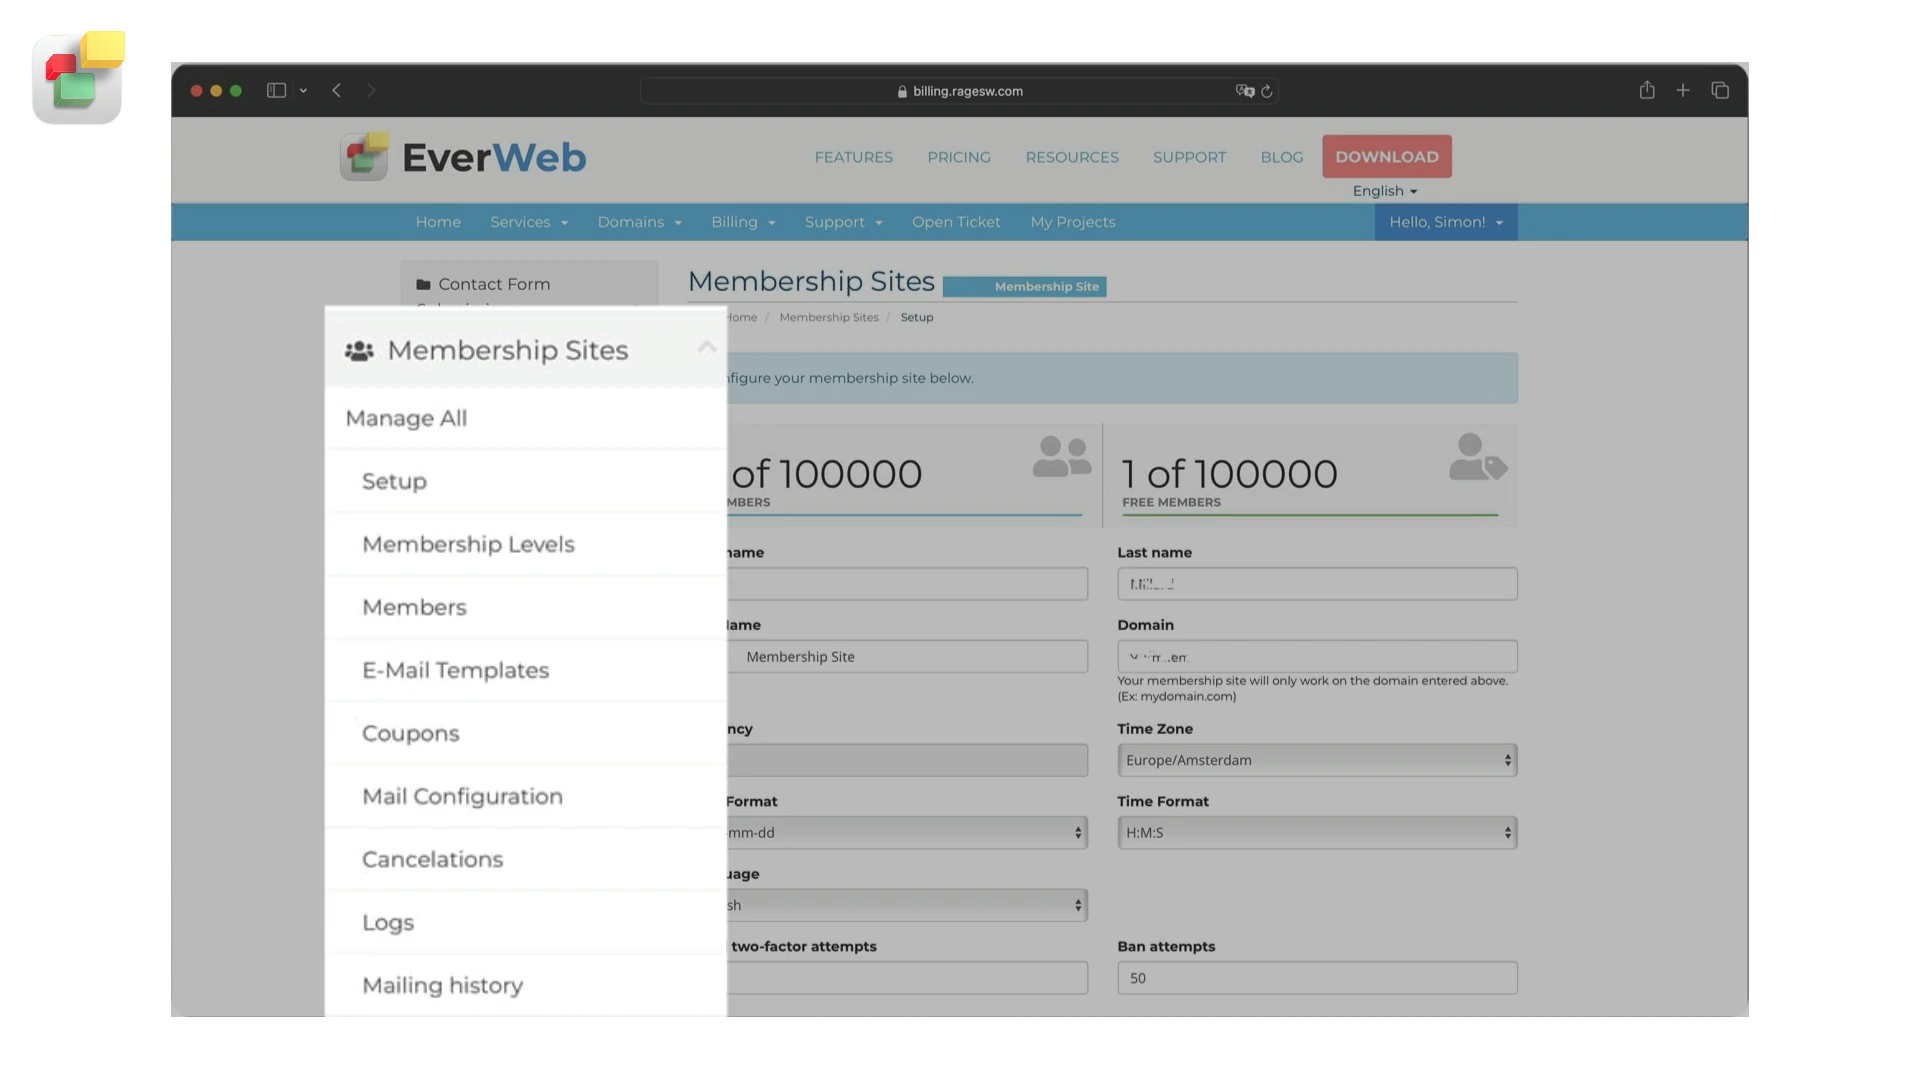 billing.ragesw.com
EverWeb
FEATURES PRICING RESOURCES SUPPORT BLOG DOWNLOAD
English
Home Services Domains Billing Support Open Ticket My Projects Hello, Simon!
Contact Form
Membership Sites Membership Site
Home / Membership Sites / Setup
Membership Sites
Manage All
Setup
Membership Levels
Members
E-Mail Templates
Coupons
Mail Configuration
Cancelations
Logs
Mailing history
figure your membership site below.
of 100000
MBERS
1 of 100000
FREE MEMBERS
name
Last name
Name
Membership Site
Domain
Your membership site will only work on the domain entered above.
(Ex: mydomain.com)
ncy
Time Zone
Europe/Amsterdam
Format
-mm-dd
Time Format
H:M:S
uage
sh
two-factor attempts
Ban attempts
50